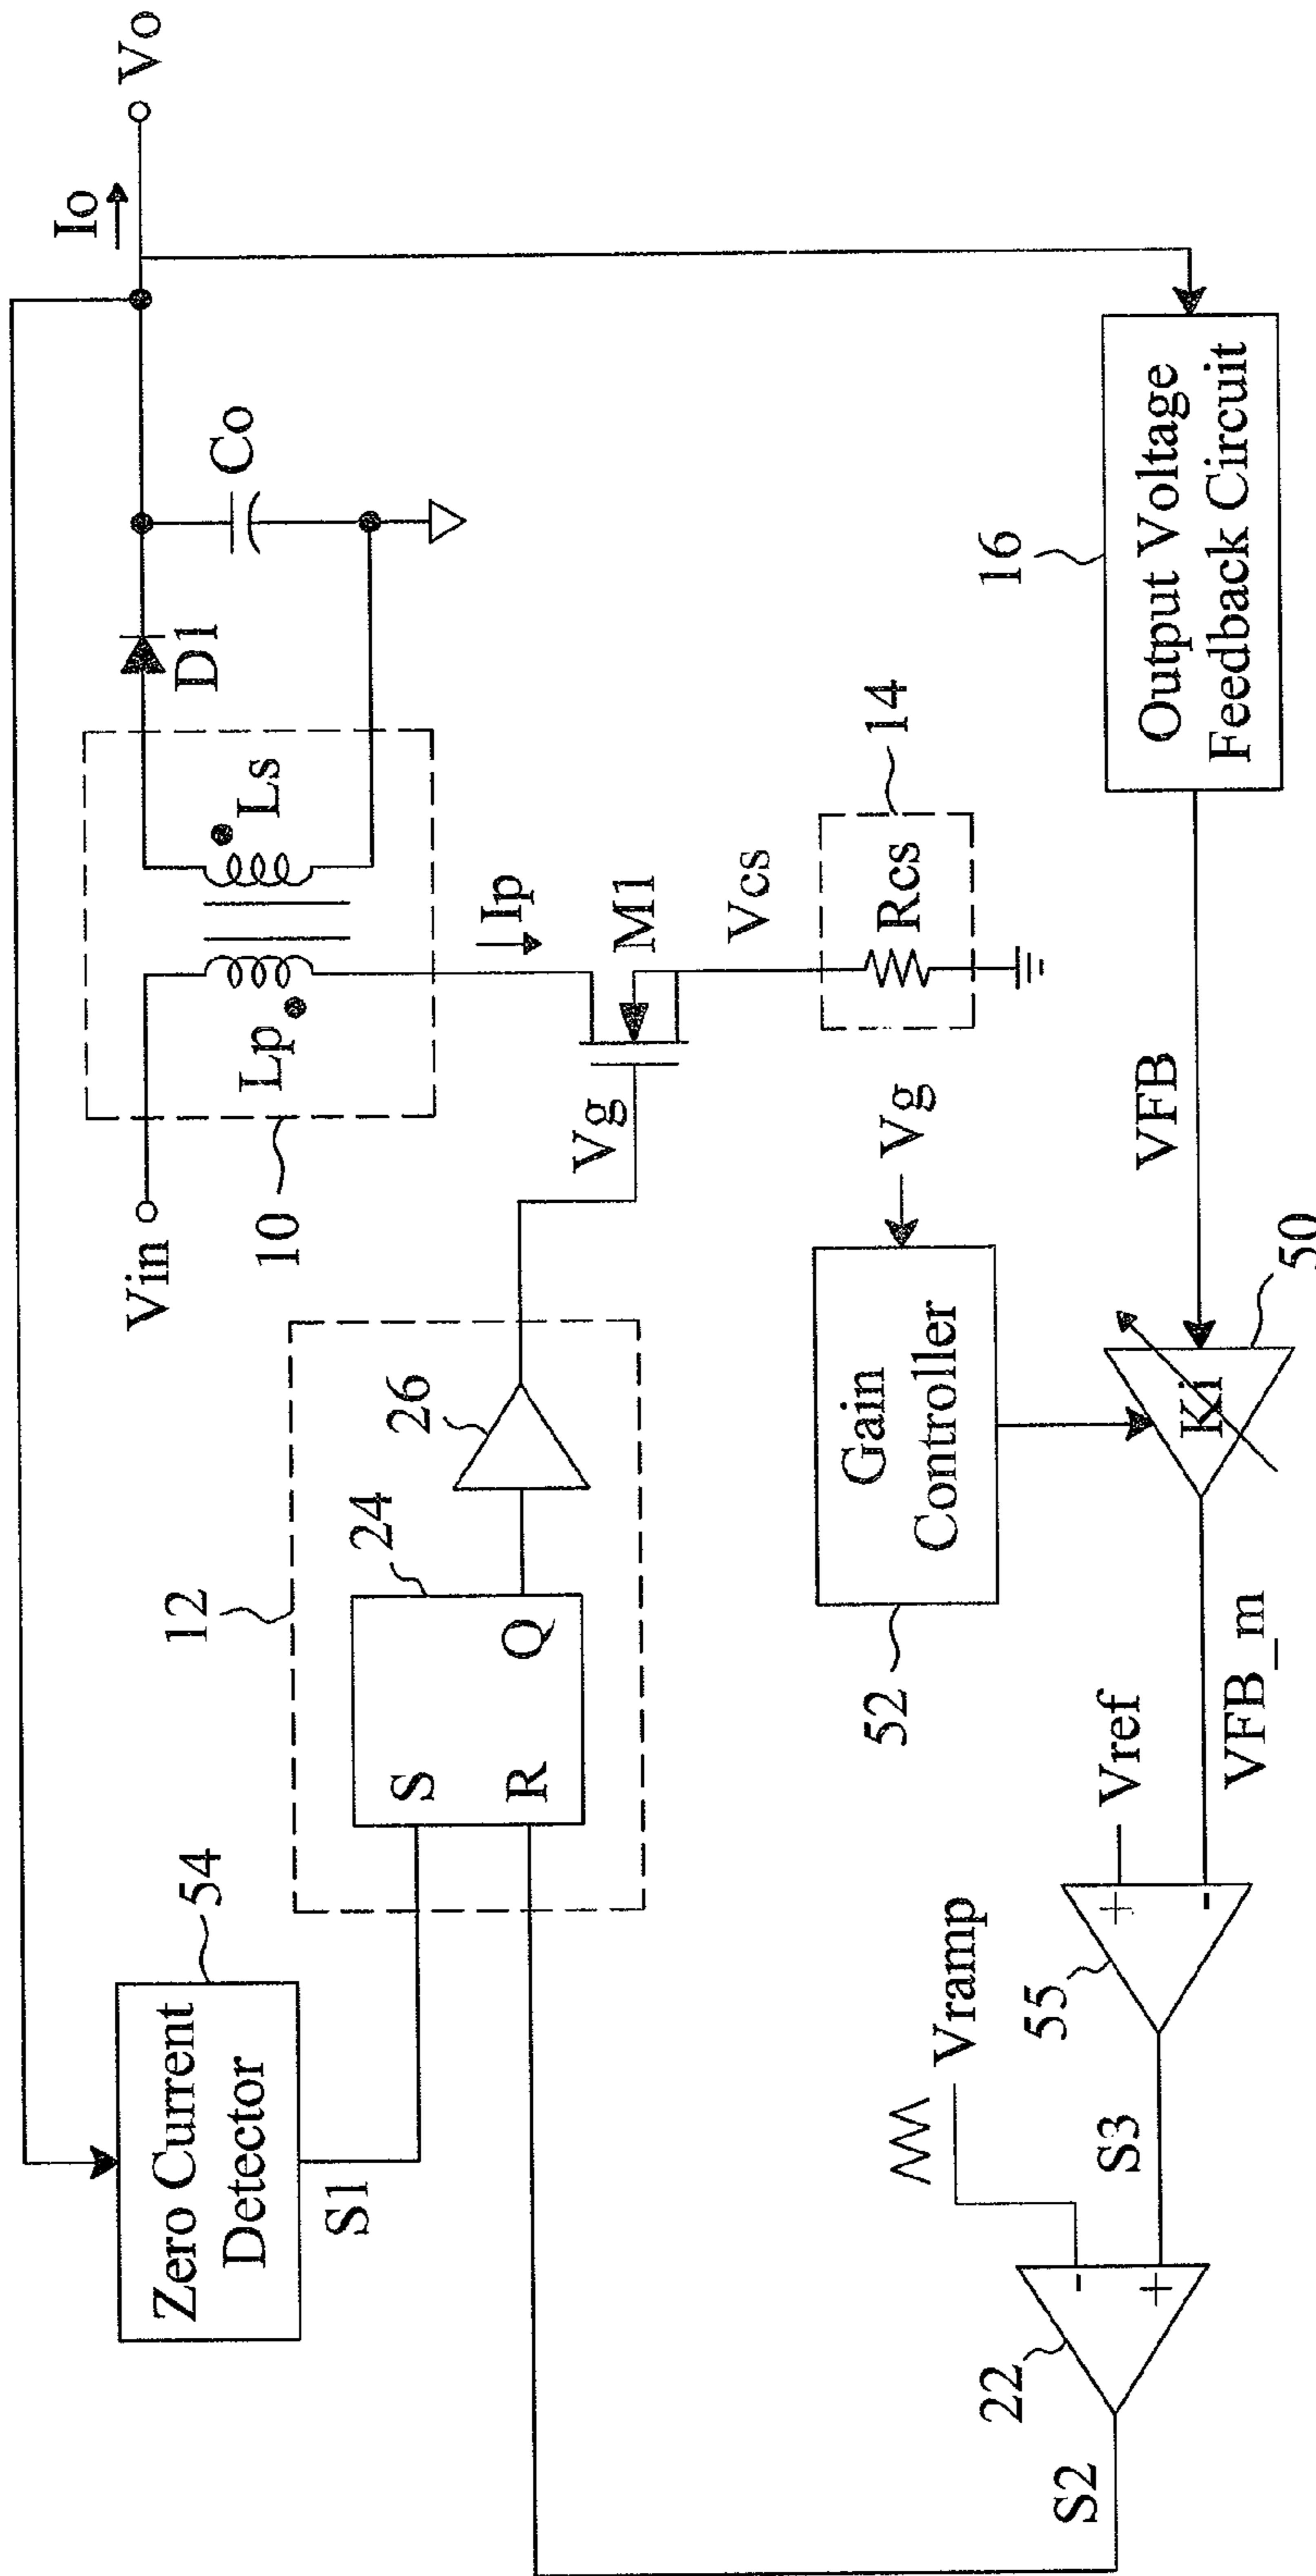 Io
Vo
D1
Co
Ls
Lp
Vin
10
Ip
M1
Vg
Vcs
14
Rcs
12
24
26
S
R
Q
Zero Current
Detector
54
S1
16
Output Voltage
Feedback Circuit
VFB
Vg
Gain
Controller
52
Ki
50
VFB_m
Vref
+
-
55
S3
Vramp
-
+
22
S2